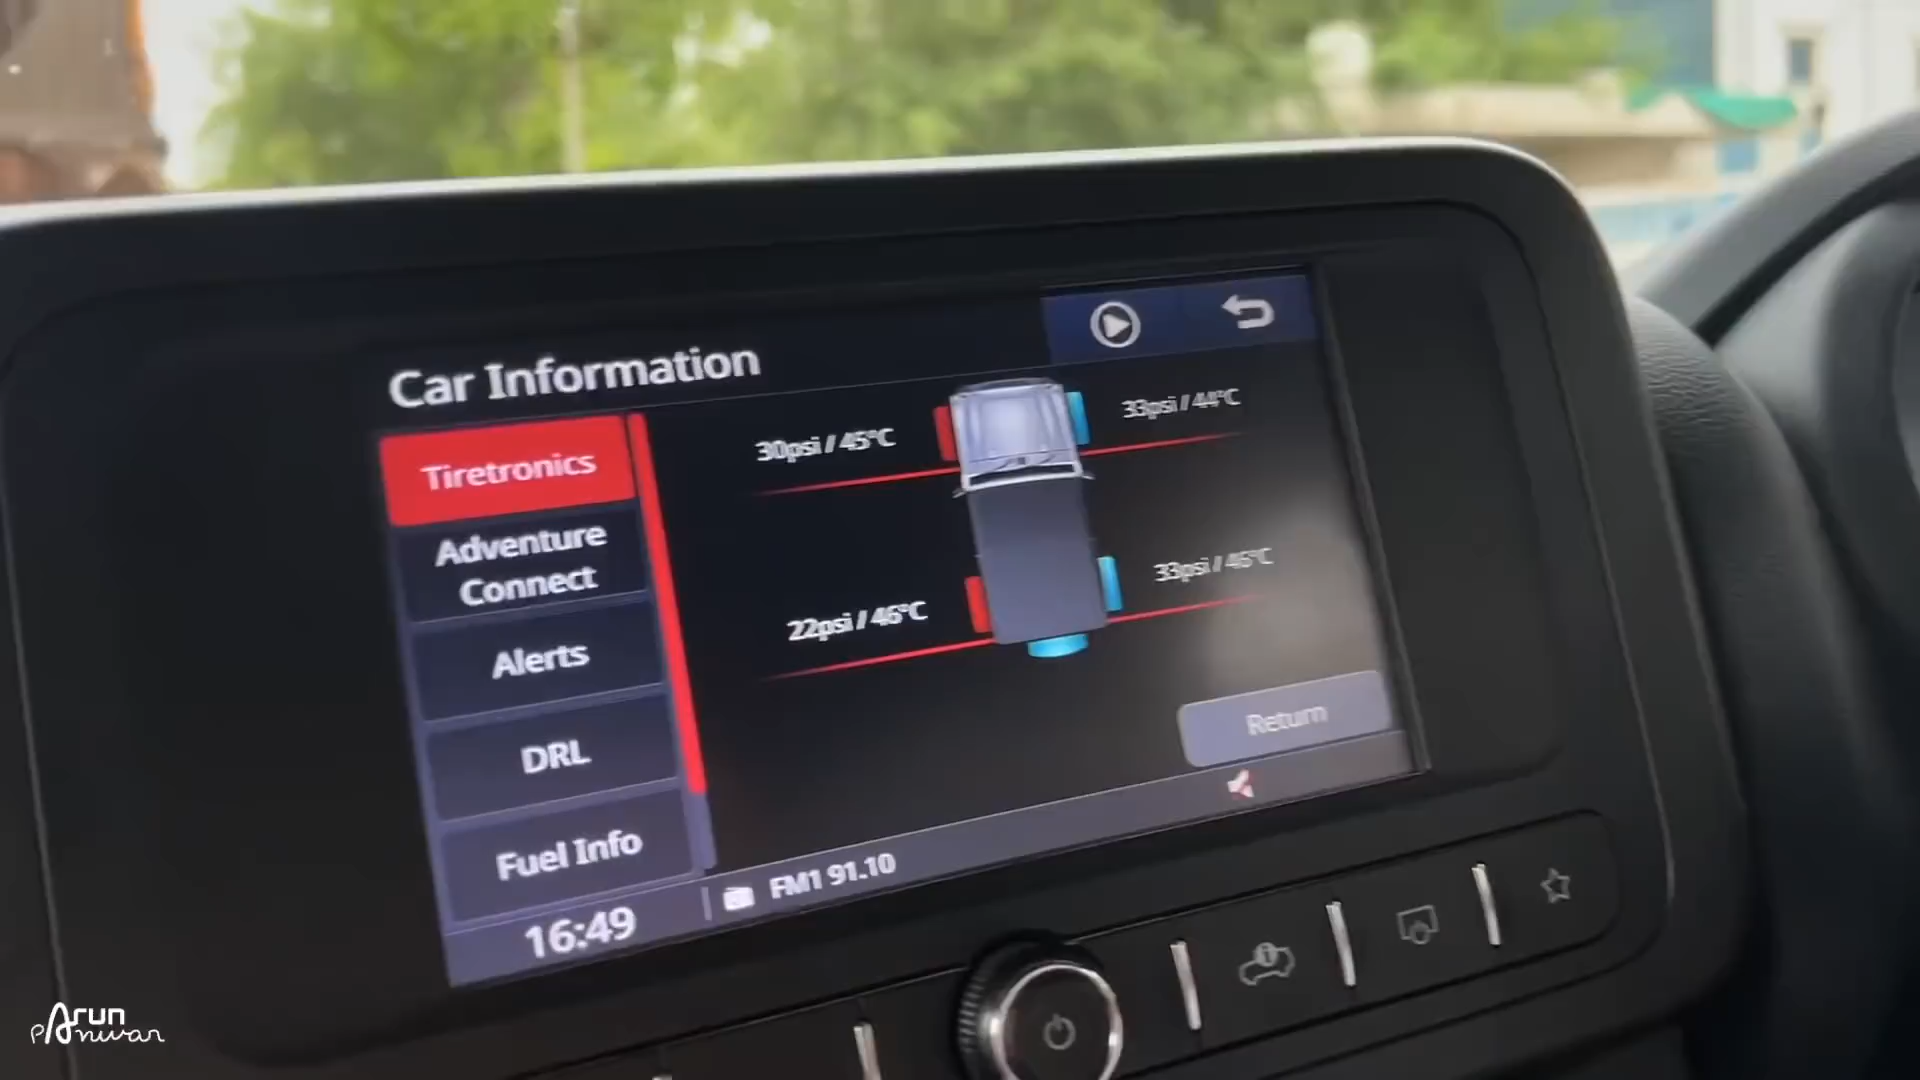 Car Information
Tiretronics
Adventure
Connect
Alerts
DRL
Fuel Info
30psi / 45°C
33psi / 44°C
22psi / 46°C
33psi / 46°C
Return
16:49
FM1 91.10
Arun
Panwar